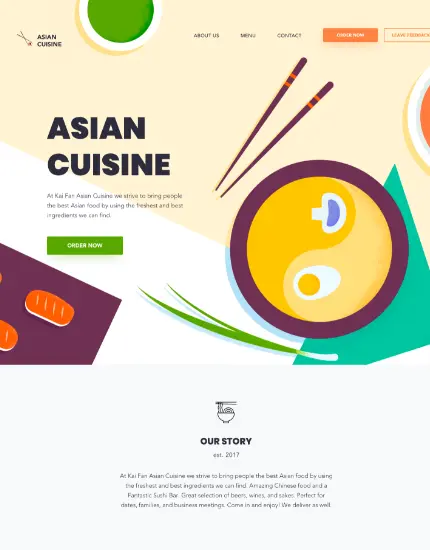 ASIAN
CUISINE
ABOUT US
MENU
CONTACT
ORDER NOW
LEAVE FEEDBACK
ASIAN
CUISINE
At Kai Fan Asian Cuisine we strive to bring people
the best Asian food by using the freshest and best
ingredients we can find.
ORDER NOW
OUR STORY
est. 2017
At Kai Fan Asian Cuisine we strive to bring people the best Asian food by using
the freshest and best ingredients we can find. Amazing Chinese food and a
Fantastic Sushi Bar. Great selection of beers, wines, and sakes. Perfect for
dates, families, and business meetings. Come in and enjoy! We deliver as well.